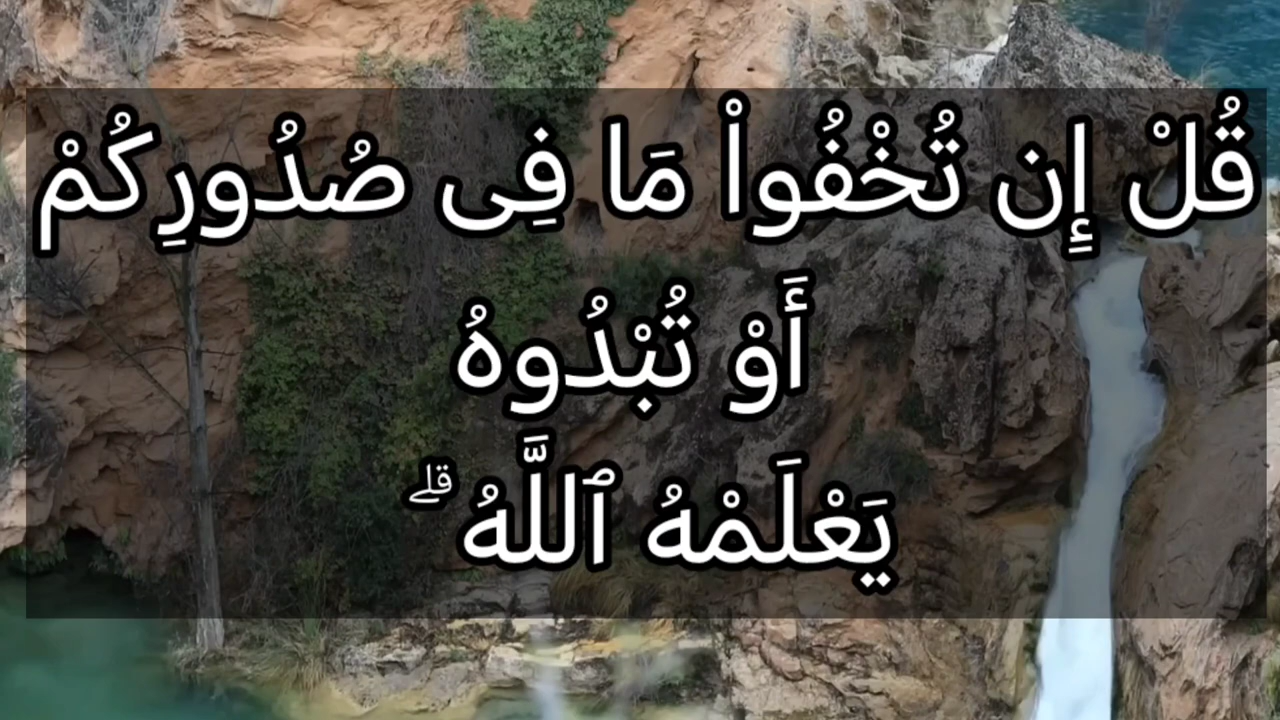 قُلْ إِن تُخْفُوا۟ مَا فِى صُدُورِكُمْ
أَوْ تُبْدُوهُ
يَعْلَمْهُ ٱللَّهُ ۗ